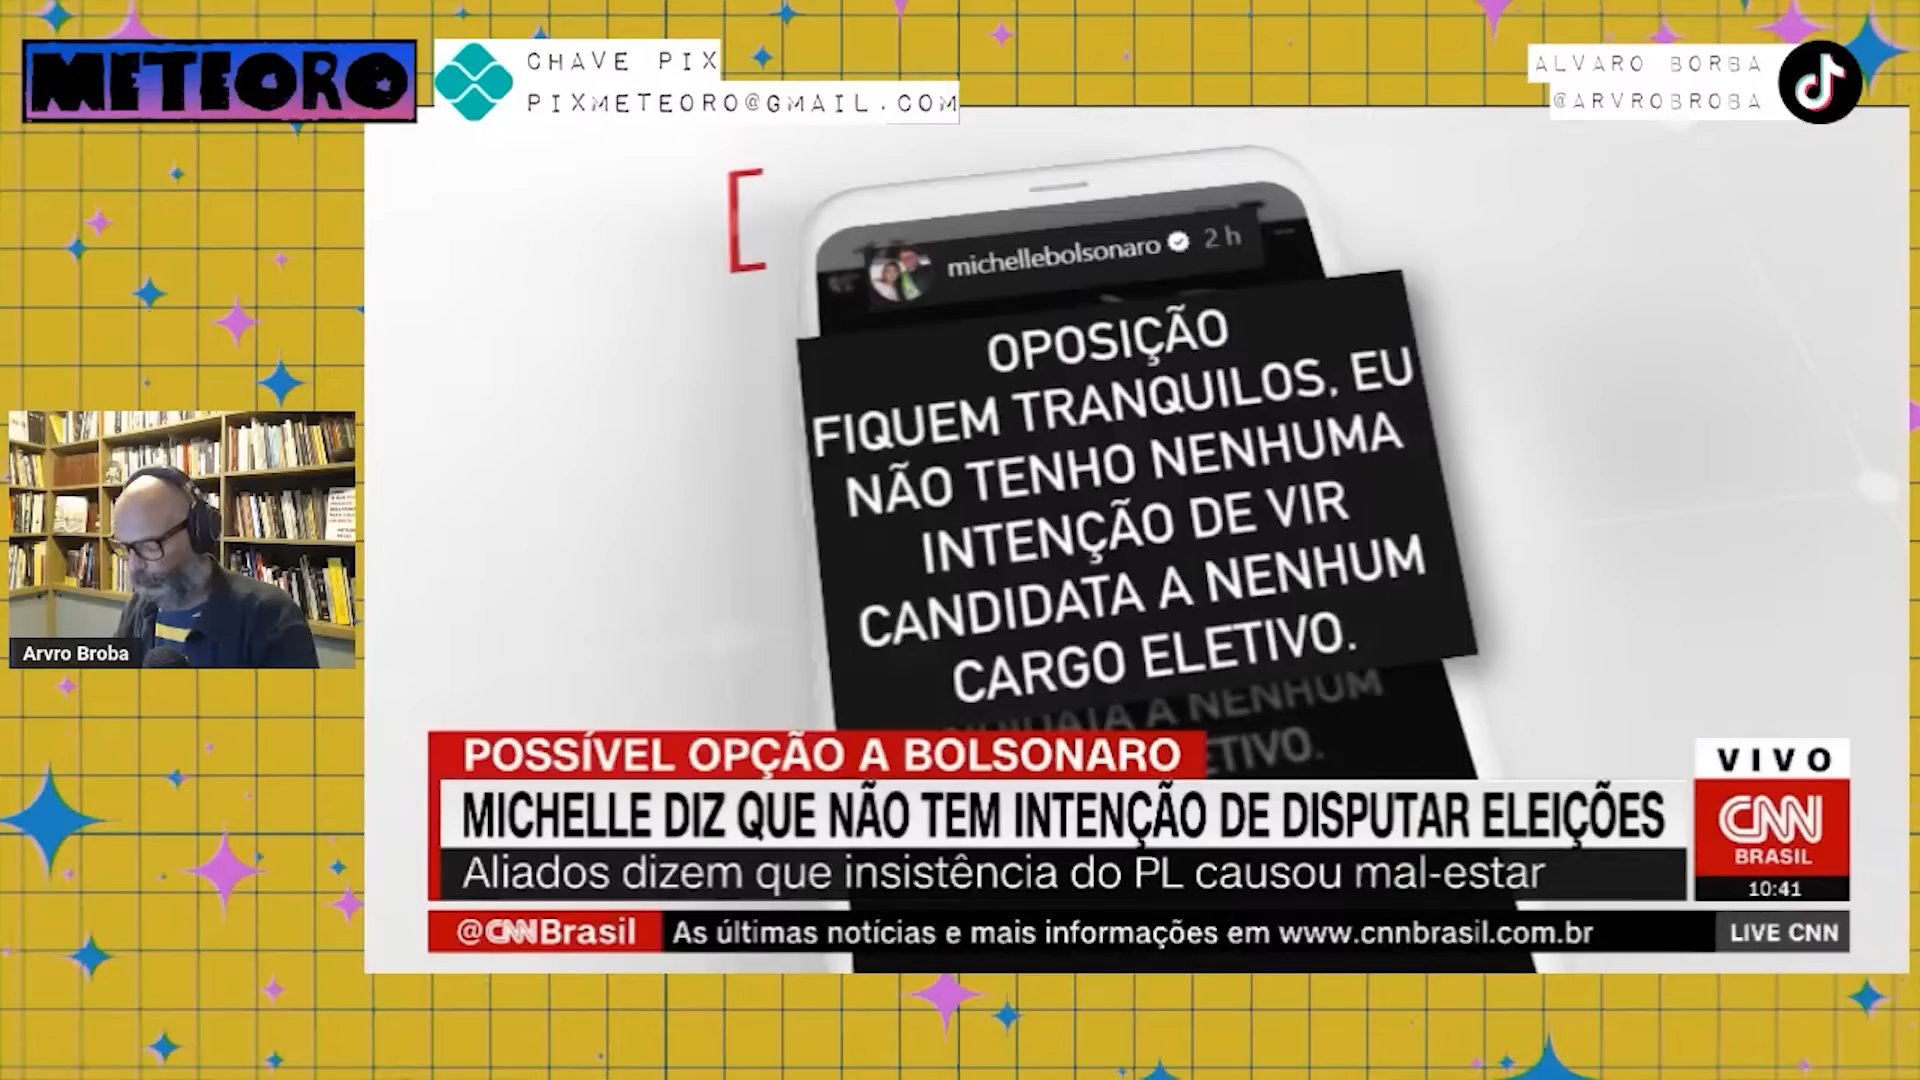 METEORO
CHAVE PIX
PIXMETEORO@GMAIL.COM
ALVARO BORBA
@ARVROBROBA
michellebolsonaro 2 h
OPOSIÇÃO
FIQUEM TRANQUILOS, EU
NÃO TENHO NENHUMA
INTENÇÃO DE VIR
CANDIDATA A NENHUM
CARGO ELETIVO.
Arvro Broba
POSSÍVEL OPÇÃO A BOLSONARO
MICHELLE DIZ QUE NÃO TEM INTENÇÃO DE DISPUTAR ELEIÇÕES
Aliados dizem que insistência do PL causou mal-estar
VIVO
CNN
BRASIL
10:41
@CNNBrasil As últimas notícias e mais informações em www.cnnbrasil.com.br
LIVE CNN